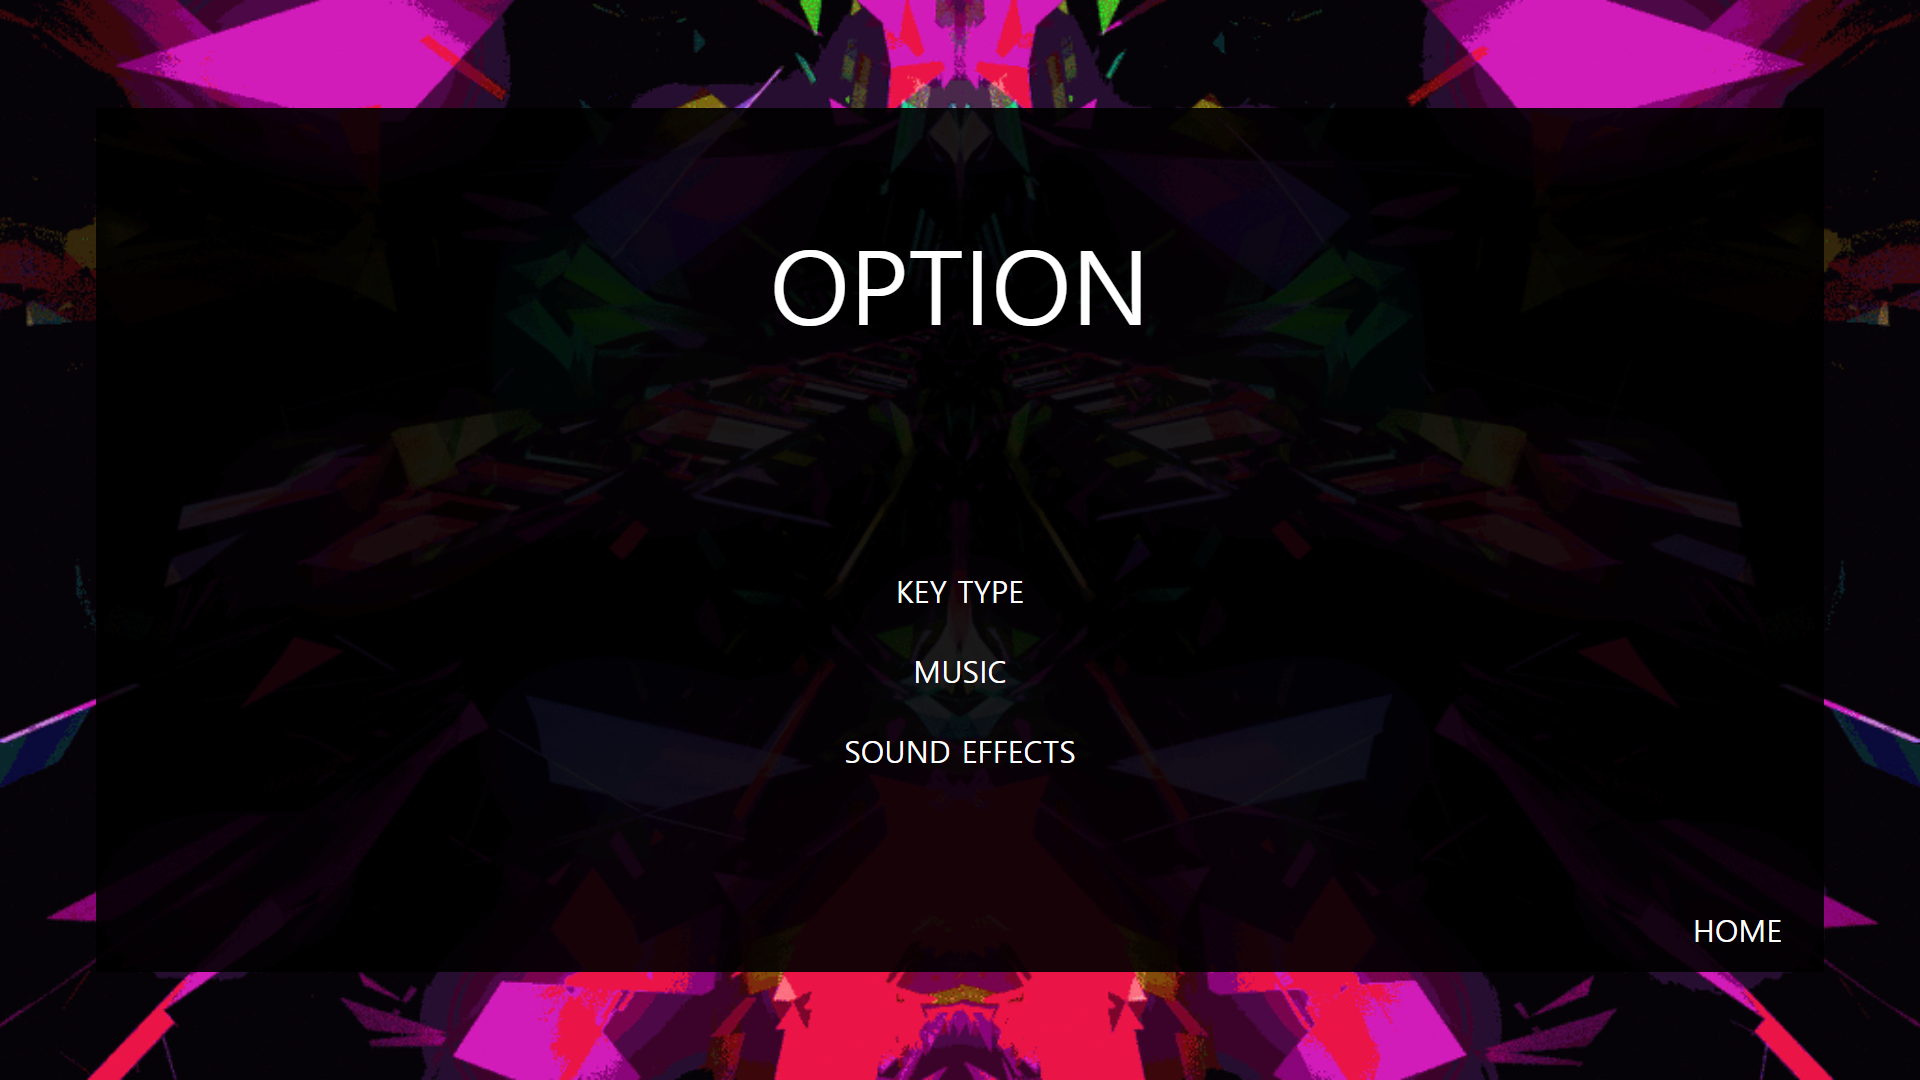 OPTION
KEY TYPE
MUSIC
SOUND EFFECTS
HOME